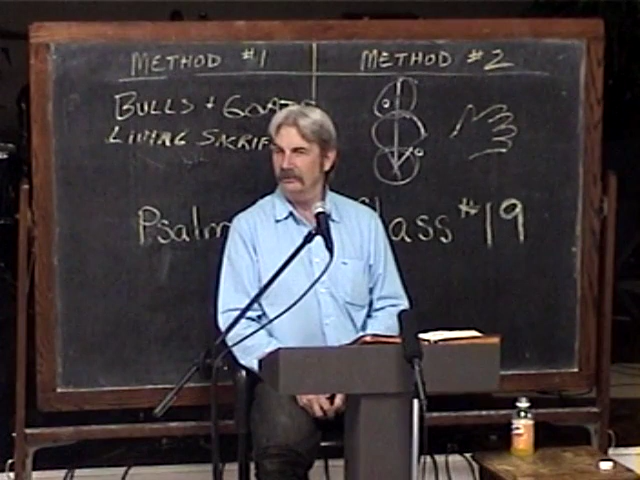 METHOD #1
METHOD #2
BULLS + GOATS
LIVING SACRIF
Psalm
lass #19